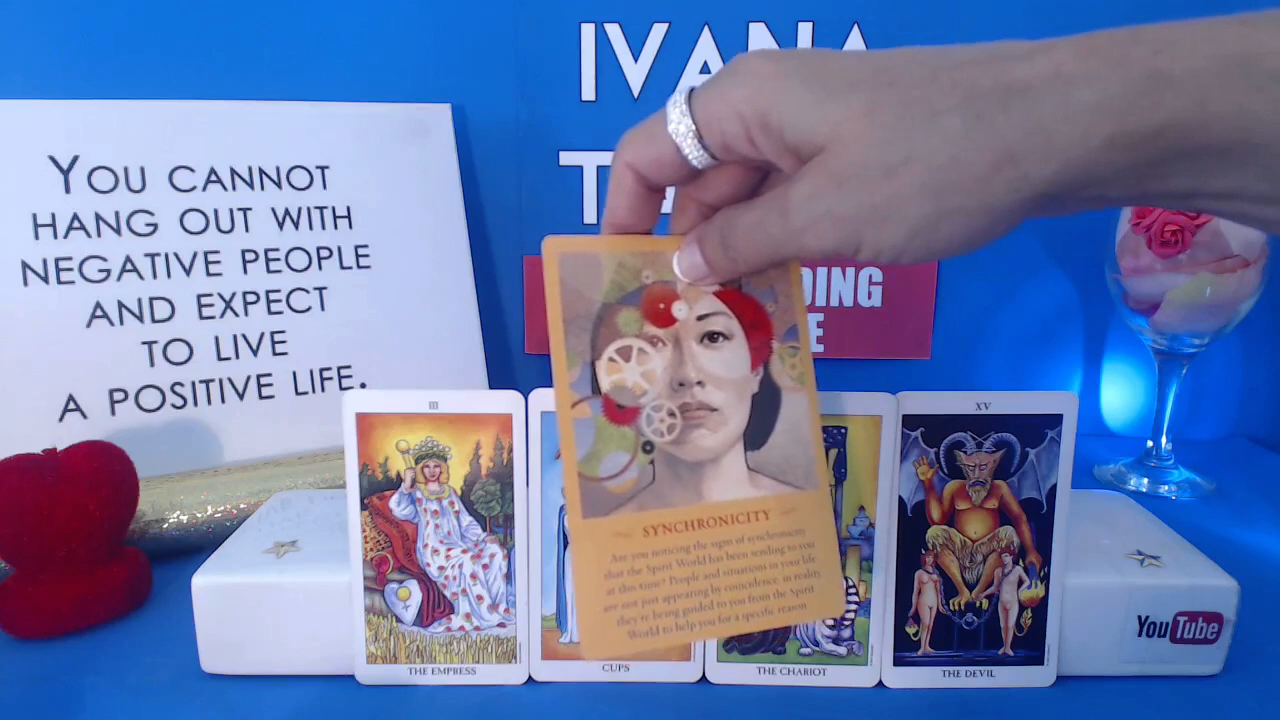 IVANA
YOU CANNOT
HANG OUT WITH
NEGATIVE PEOPLE
AND EXPECT
TO LIVE
A POSITIVE LIFE.
SYNCHRONICITY
Are you noticing the signs of synchronicity
that the Spirit World has been sending to you
at this time? People and situations in your life
are not just appearing by coincidence; in reality
they're being guided to you from the Spirit
World to help you for a specific reason.
III
THE EMPRESS
CUPS
THE CHARIOT
XV
THE DEVIL
YouTube